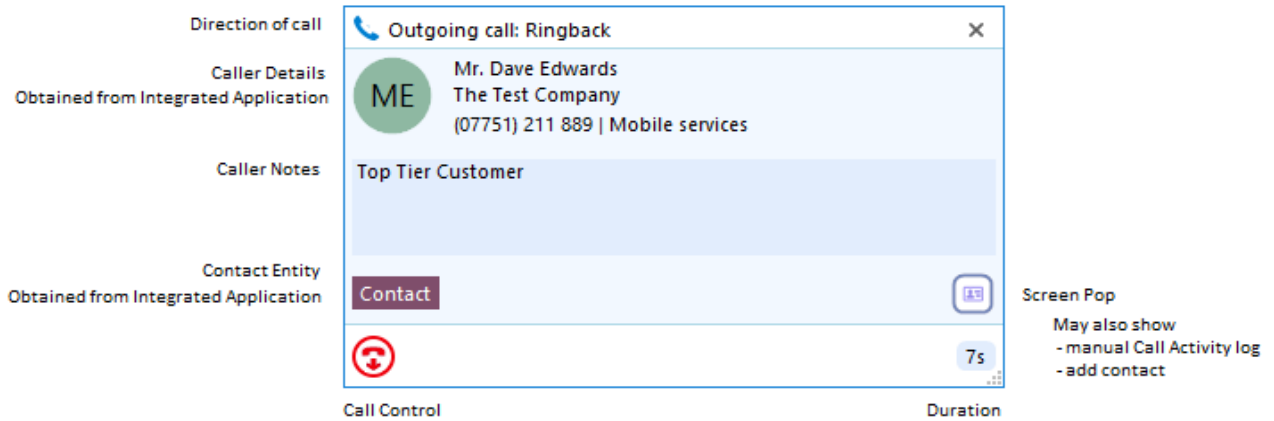 Direction of call
Outgoing call: Ringback
Caller Details
Obtained from Integrated Application
ME
Mr. Dave Edwards
The Test Company
(07751) 211 889 | Mobile services
Caller Notes
Top Tier Customer
Contact Entity
Obtained from Integrated Application
Contact
Screen Pop
May also show
- manual Call Activity log
- add contact
7s
Call Control
Duration